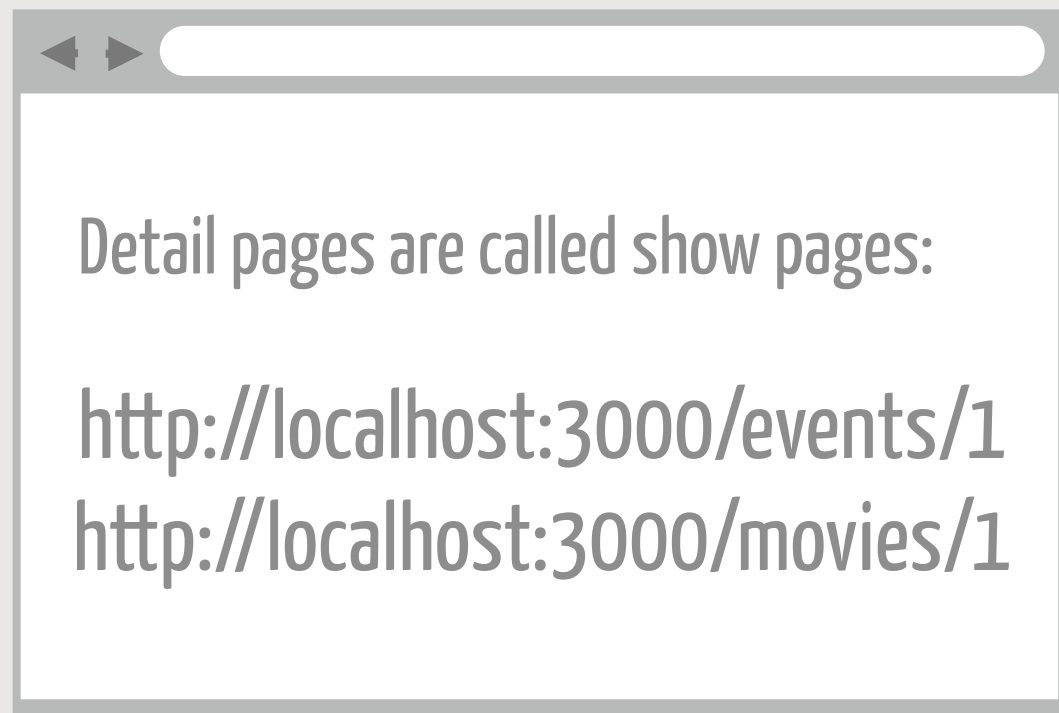 Detail pages are called show pages:
http://localhost:3000/events/1
http://localhost:3000/movies/1